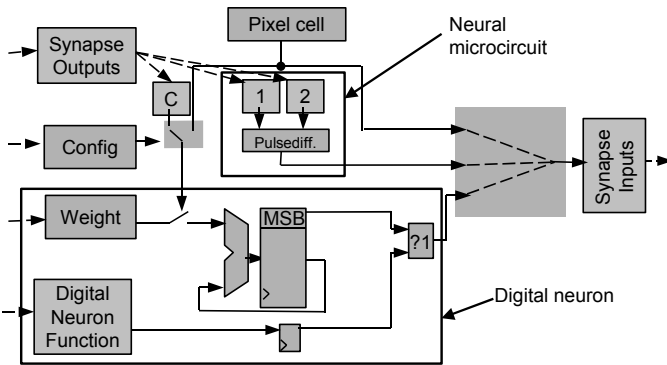 Pixel cell
Neural
microcircuit
Synapse
Outputs
C
1
2
Config
Pulsediff.
Synapse
Inputs
Weight
MSB
?1
Digital
Neuron
Function
Digital neuron